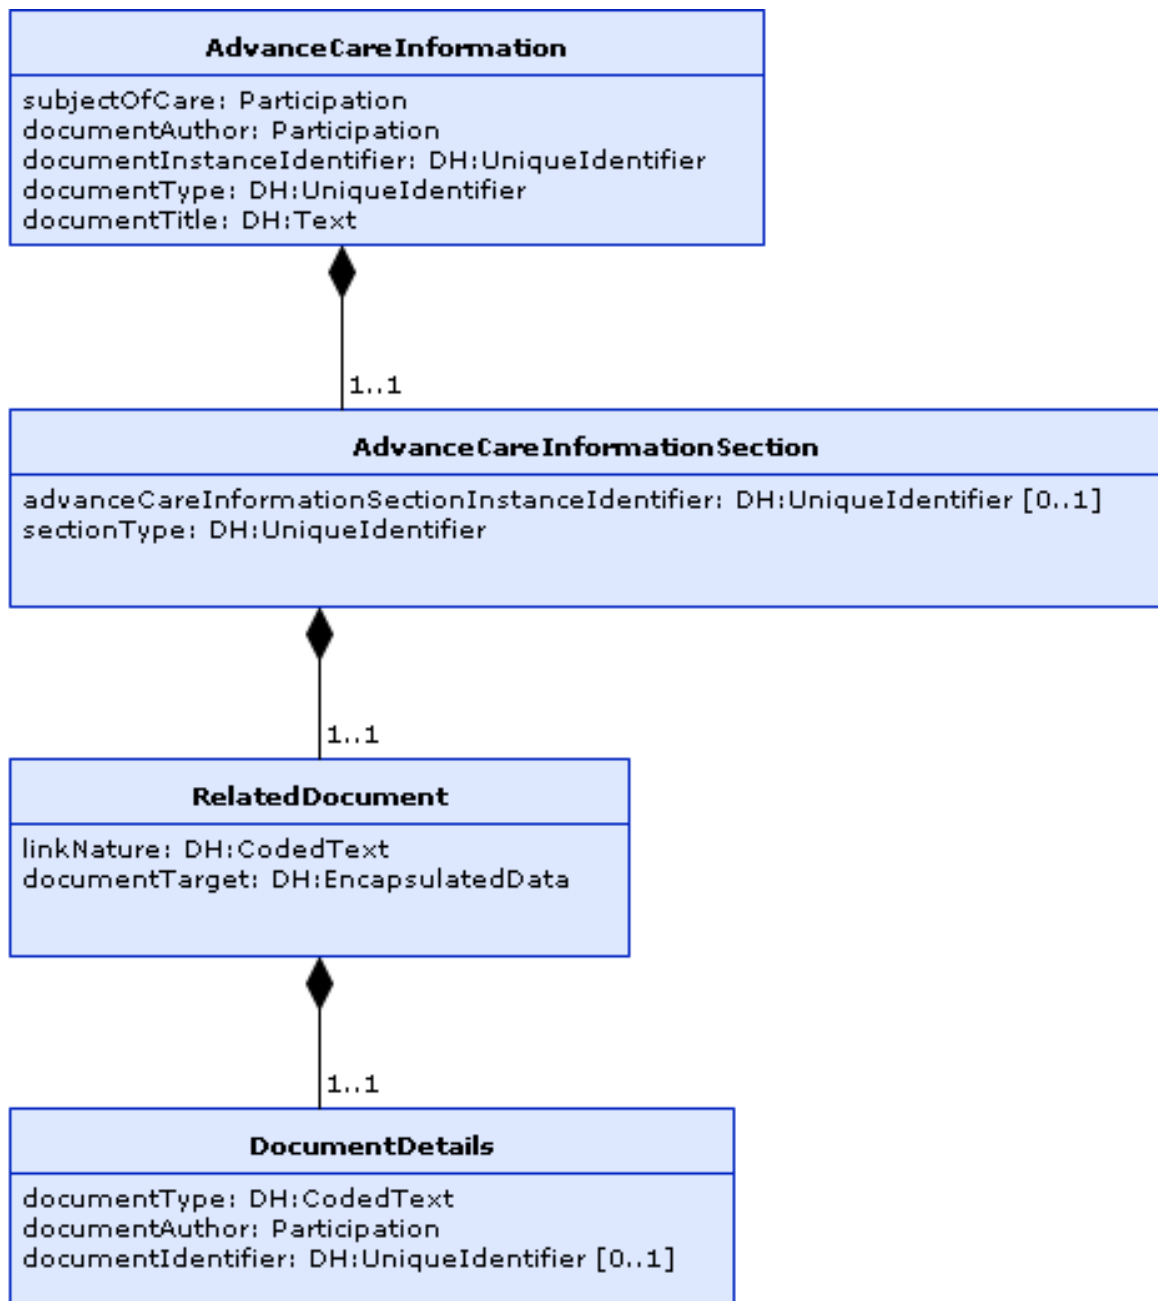 AdvanceCareInformation
subjectOfCare: Participation
documentAuthor: Participation
documentInstanceIdentifier: DH:UniqueIdentifier
documentType: DH:UniqueIdentifier
documentTitle: DH:Text
1..1
AdvanceCareInformationSection
advanceCareInformationSectionInstanceIdentifier: DH:UniqueIdentifier [0..1]
sectionType: DH:UniqueIdentifier
1..1
RelatedDocument
linkNature: DH:CodedText
documentTarget: DH:EncapsulatedData
1..1
DocumentDetails
documentType: DH:CodedText
documentAuthor: Participation
documentIdentifier: DH:UniqueIdentifier [0..1]